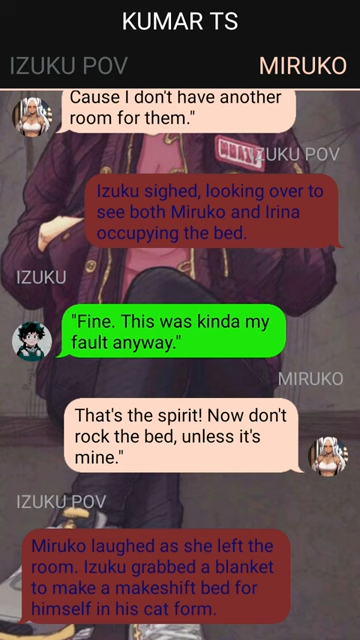 KUMAR TS
IZUKU POV
MIRUKO
Cause I don't have another
room for them."
IZUKU POV
Izuku sighed, looking over to
see both Miruko and Irina
occupying the bed.
IZUKU
"Fine. This was kinda my
fault anyway."
MIRUKO
That's the spirit! Now don't
rock the bed, unless it's
mine."
IZUKU POV
Miruko laughed as she left the
room. Izuku grabbed a blanket
to make a makeshift bed for
himself in his cat form.